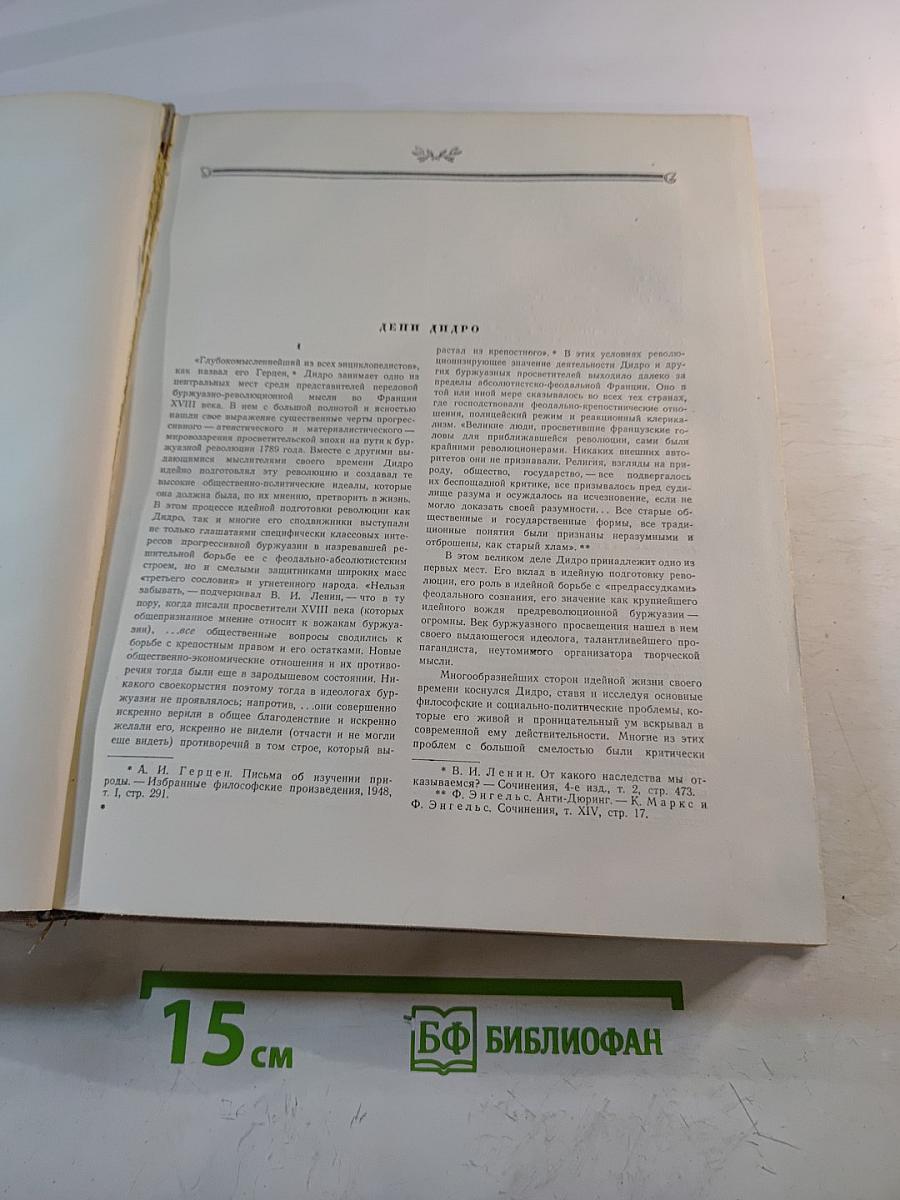 ДЕНИ ДИДРО
I
«Глубокомысленнейший из всех энциклопедистов»,
как назвал его Герцен, * Дидро занимает одно из
центральных мест среди представителей передовой
буржуазно-революционной мысли во Франции
XVIII века. В нем с большой полнотой и ясностью
нашли свое выражение существенные черты прогрес-
сивного — атеистического и материалистического —
мировоззрения просветительской эпохи на пути к бур-
жуазной революции 1789 года. Вместе с другими вы-
дающимися мыслителями своего времени Дидро
идейно подготовлял эту революцию и создавал те
высокие общественно-политические идеалы, которые
она должна была, по их мнению, претворить в жизнь.
В этом процессе идейной подготовки революции как
Дидро, так и многие его сподвижники выступали
не только глашатаями специфически классовых инте-
ресов прогрессивной буржуазии в назревавшей ре-
шительной борьбе ее с феодально-абсолютистским
строем, но и смелыми защитниками широких масс
«третьего сословия» и угнетенного народа. «Нельзя
забывать, — подчеркивал В. И. Ленин, — что в ту
пору, когда писали просветители XVIII века (которых
общепризнанное мнение относит к вожакам буржуа-
зии), ...все общественные вопросы сводились к
борьбе с крепостным правом и его остатками. Новые
общественно-экономические отношения и их противо-
речия тогда были еще в зародышевом состоянии. Ни-
какого своекорыстия поэтому тогда в идеологах бур-
жуазии не проявлялось; напротив, ...они совершенно
искренно верили в общее благоденствие и искренно
желали его, искренно не видели (отчасти и не могли
еще видеть) противоречий в том строе, который вы-
* А. И. Герцен. Письма об изучении при-
роды. — Избранные философские произведения, 1948,
т. I, стр. 291.
*
растал из крепостного». * В этих условиях револю-
ционизирующее значение деятельности Дидро и дру-
гих буржуазных просветителей выходило далеко за
пределы абсолютистско-феодальной Франции. Оно в
той или иной мере сказывалось во всех тех странах,
где господствовали феодально-крепостнические отно-
шения, полицейский режим и реакционный клерика-
лизм. «Великие люди, просветившие французские го-
ловы для приближавшейся революции, сами были
крайними революционерами. Никаких внешних авто-
ритетов они не признавали. Религия, взгляды на при-
роду, общество, государство, — все подвергалось
их беспощадной критике, все призывалось пред суди-
лище разума и осуждалось на исчезновение, если не
могло доказать своей разумности... Все старые об-
щественные и государственные формы, все тради-
ционные понятия были признаны неразумными и
отброшены, как старый хлам». **
В этом великом деле Дидро принадлежит одно из
первых мест. Его вклад в идейную подготовку рево-
люции, его роль в идейной борьбе с «предрассудками»
феодального сознания, его значение как крупнейшего
идейного вождя предреволюционной буржуазии —
огромны. Век буржуазного просвещения нашел в нем
своего выдающегося идеолога, талантливейшего про-
пагандиста, неутомимого организатора творческой
мысли.
Многообразнейших сторон идейной жизни своего
времени коснулся Дидро, ставя и исследуя основные
философские и социально-политические проблемы, ко-
торые его живой и проницательный ум вскрывал в
современной ему действительности. Многие из этих
проблем с большой смелостью были критически
* В. И. Ленин. От какого наследства мы от-
казываемся? — Сочинения, 4-е изд., т. 2, стр. 473.
** Ф. Энгельс. Анти-Дюринг. — К. Маркс и
Ф. Энгельс. Сочинения, т. XIV, стр. 17.
15 см
БФ БИБЛИОФАН